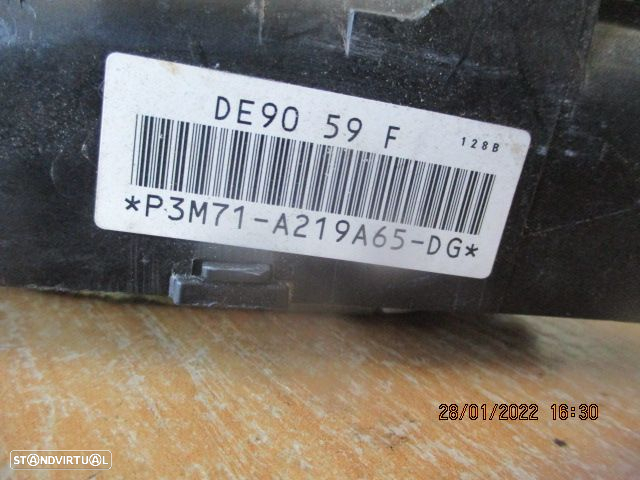 DE90 59 F 128B
*P3M71-A219A65-DG*
28/01/2022 16:30
STANDVIRTUAL